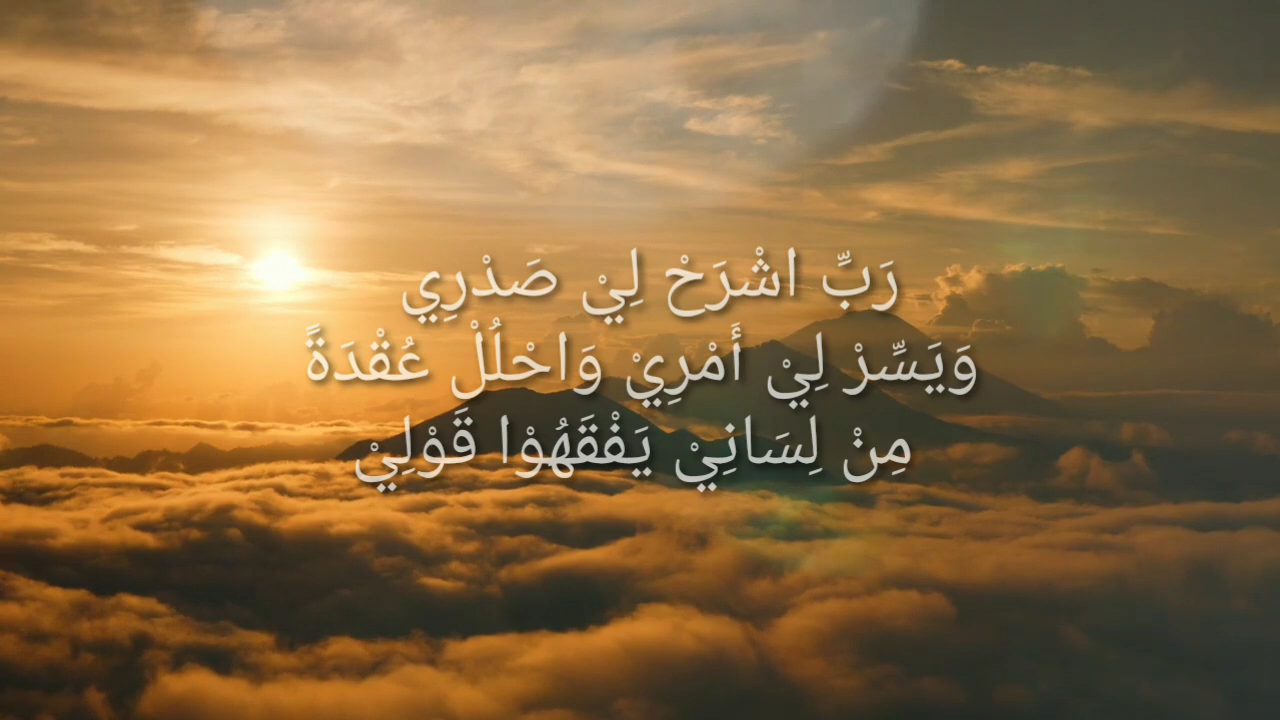 رَبِّ اشْرَحْ لِيْ صَدْرِي
وَيَسِّرْ لِيْ أَمْرِيْ وَاحْلُلْ عُقْدَةً
مِنْ لِسَانِيْ يَفْقَهُوْا قَوْلِيْ